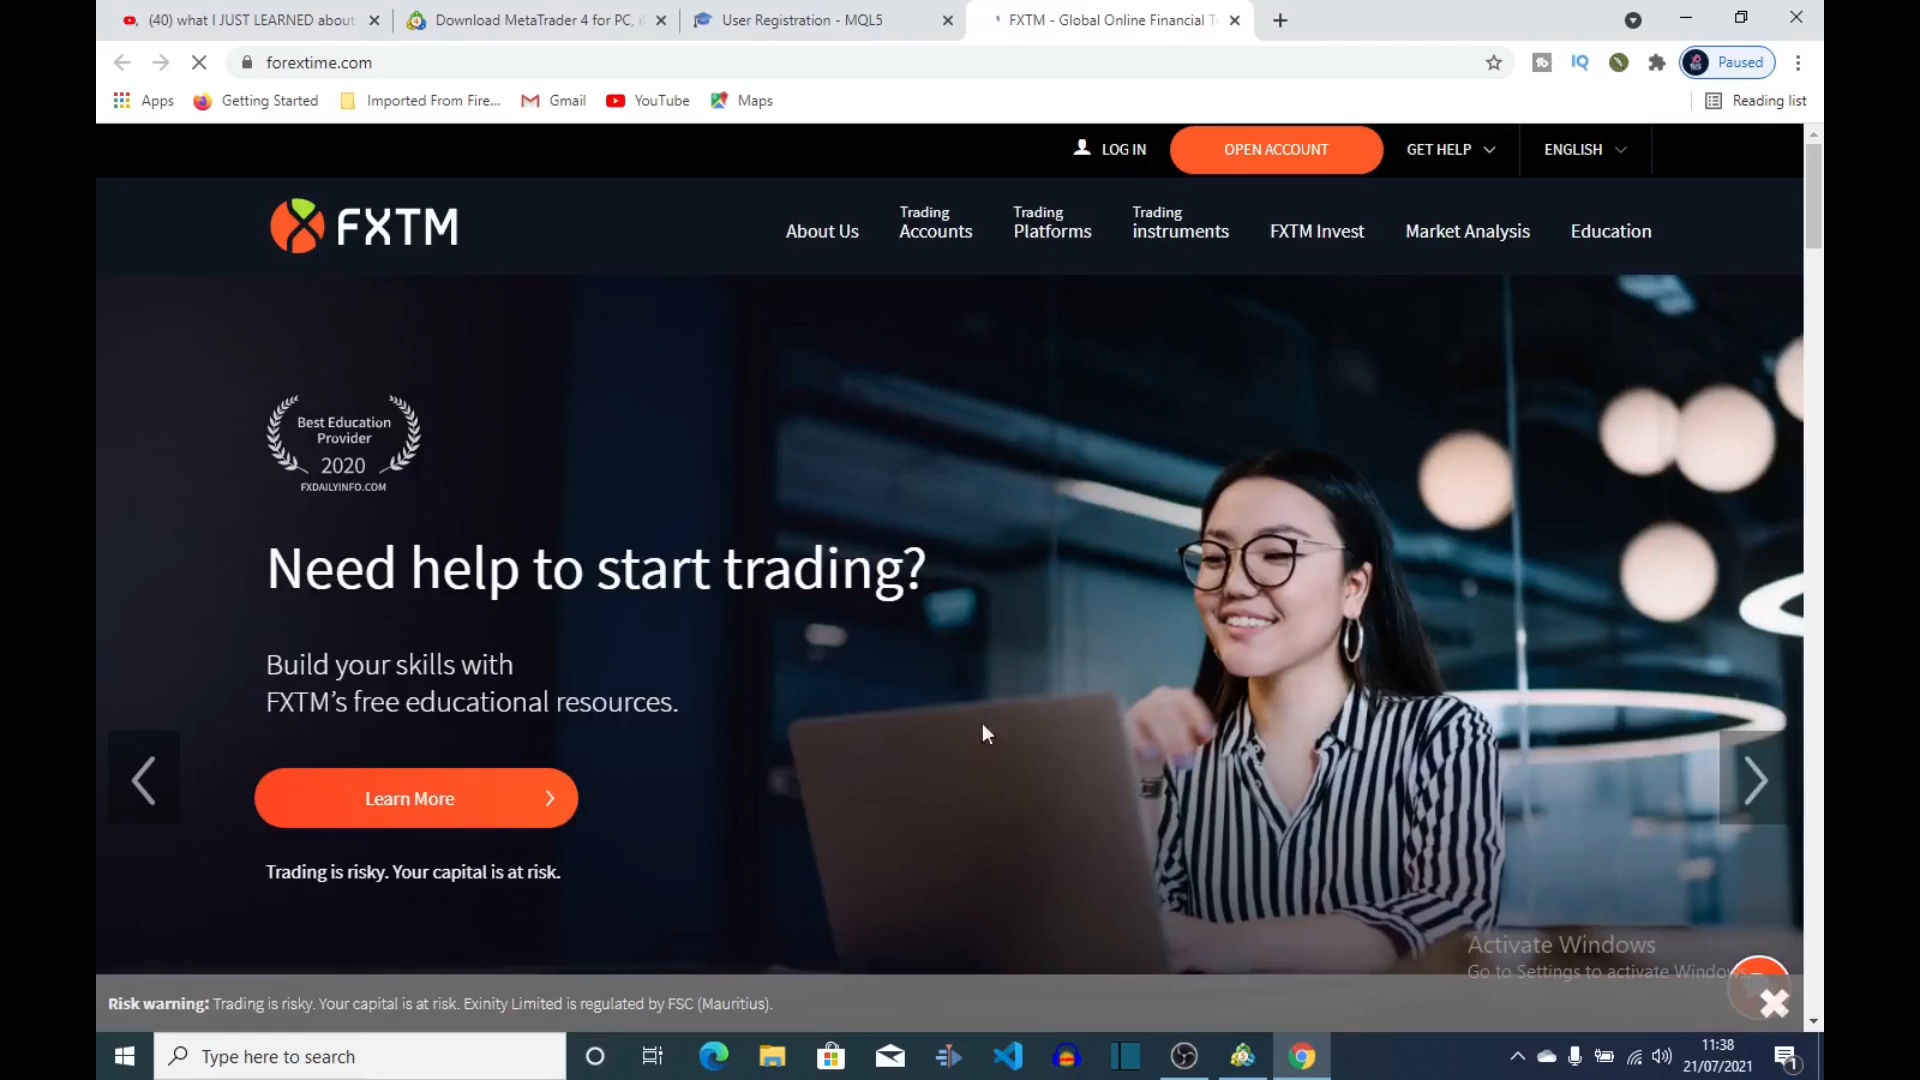 (40) what I JUST LEARNED about
Download MetaTrader 4 for PC, i
User Registration - MQL5
FXTM - Global Online Financial T
forextime.com
IQ
Paused
Apps
Getting Started
Imported From Fire...
Gmail
YouTube
Maps
Reading list
LOG IN
OPEN ACCOUNT
GET HELP
ENGLISH
FXTM
About Us
Trading
Accounts
Trading
Platforms
Trading
instruments
FXTM Invest
Market Analysis
Education
Best Education
Provider
2020
FXDAILYINFO.COM
Need help to start trading?
Build your skills with
FXTM's free educational resources.
Learn More
Trading is risky. Your capital is at risk.
Activate Windows
Go to Settings to activate Windows.
Risk warning: Trading is risky. Your capital is at risk. Exinity Limited is regulated by FSC (Mauritius).
Type here to search
11:38
21/07/2021
1